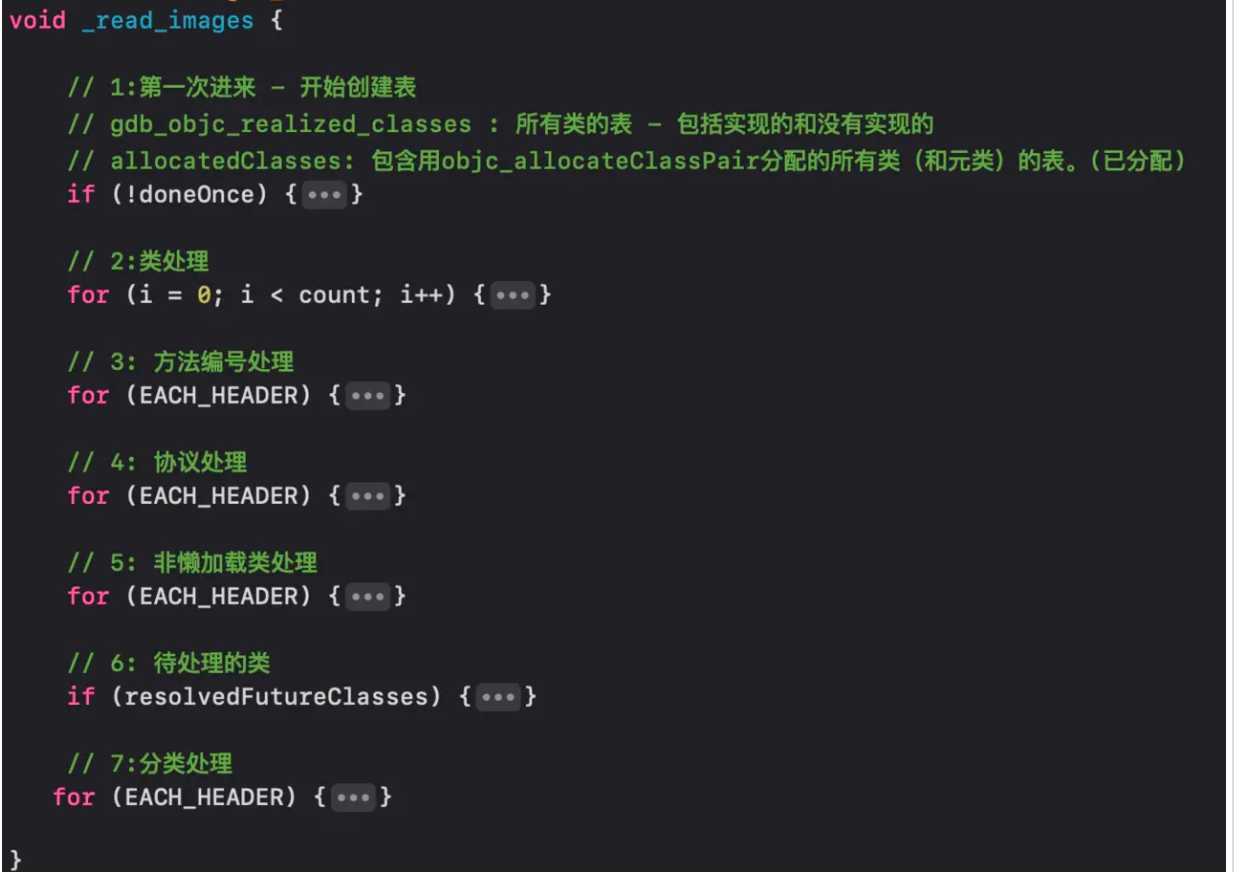 void _read_images {
// 1:第一次进来 - 开始创建表
// gdb_objc_realized_classes : 所有类的表 - 包括实现的和没有实现的
// allocatedClasses: 包含用objc_allocateClassPair分配的所有类（和元类）的表。(已分配)
if (!doneOnce) {•••}
// 2:类处理
for (i = 0; i < count; i++) {•••}
// 3: 方法编号处理
for (EACH_HEADER) {•••}
// 4: 协议处理
for (EACH_HEADER) {•••}
// 5: 非懒加载类处理
for (EACH_HEADER) {•••}
// 6: 待处理的类
if (resolvedFutureClasses) {•••}
// 7:分类处理
for (EACH_HEADER) {•••}
}